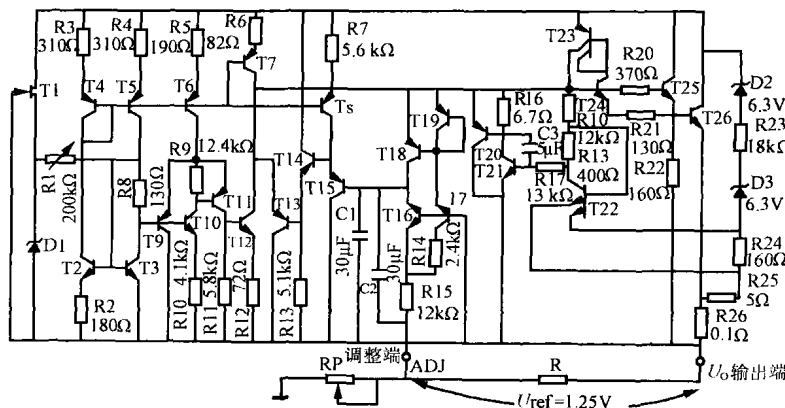 R3
310Ω
R4
310Ω
R5
190Ω
R6
82Ω
R7
5.6 kΩ
T1
T4
T5
T6
T7
Ts
T23
R20
370Ω
T25
D2
6.3V
R23
18kΩ
D3
6.3V
T26
R16
6.7Ω
T24
R10
12kΩ
R21
130Ω
R13
400Ω
R22
160Ω
C3
5μF
R17
13 kΩ
T22
T19
T18
T20
T21
R9
12.4kΩ
R1
200kΩ
R8
130Ω
T14
T15
T13
T11
T10
T9
T12
T16
17
R14
2.4kΩ
C1
30μF
C2
30μF
D1
T2
T3
R2
180Ω
R10
4.1kΩ
R11
5.8kΩ
R12
72Ω
R13
5.1kΩ
R15
12kΩ
R24
160Ω
R25
5Ω
R26
0.1Ω
调整端
ADJ
RP
R
Uo输出端
Uref=1.25V